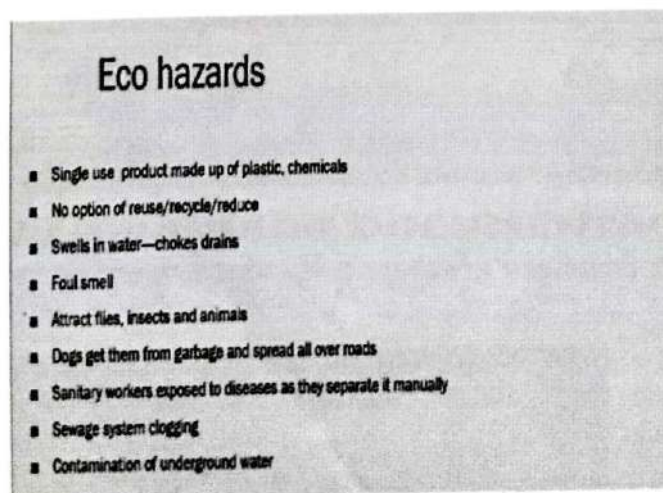 Eco hazards
Single use product made up of plastic, chemicals
No option of reuse/recycle/reduce
Swells in water—chokes drains
Foul smell
Attract flies, insects and animals
Dogs get them from garbage and spread all over roads
Sanitary workers exposed to diseases as they separate it manually
Sewage system clogging
Contamination of underground water